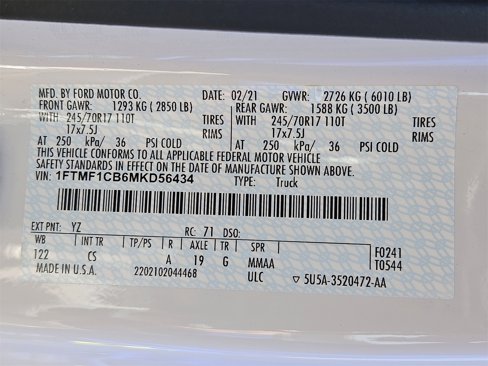 MFD. BY FORD MOTOR CO. DATE: 02/21 GVWR: 2726 KG ( 6010 LB)
FRONT GAWR: 1293 KG ( 2850 LB) REAR GAWR: 1588 KG ( 3500 LB)
WITH 245/70R17 110T TIRES WITH 245/70R17 110T TIRES
17x7.5J RIMS 17x7.5J RIMS
AT 250 kPa/ 36 PSI COLD AT 250 kPa/ 36 PSI COLD
THIS VEHICLE CONFORMS TO ALL APPLICABLE FEDERAL MOTOR VEHICLE
SAFETY STANDARDS IN EFFECT ON THE DATE OF MANUFACTURE SHOWN ABOVE.
VIN: 1FTMF1CB6MKD56434 TYPE: Truck
EXT PNT: YZ RC: 71 DSO:
WB INT TR TP/PS R AXLE TR SPR F0241
122 CS A 19 G MMAA T0544
MADE IN U.S.A. 2202102044468 ULC 5U5A-3520472-AA